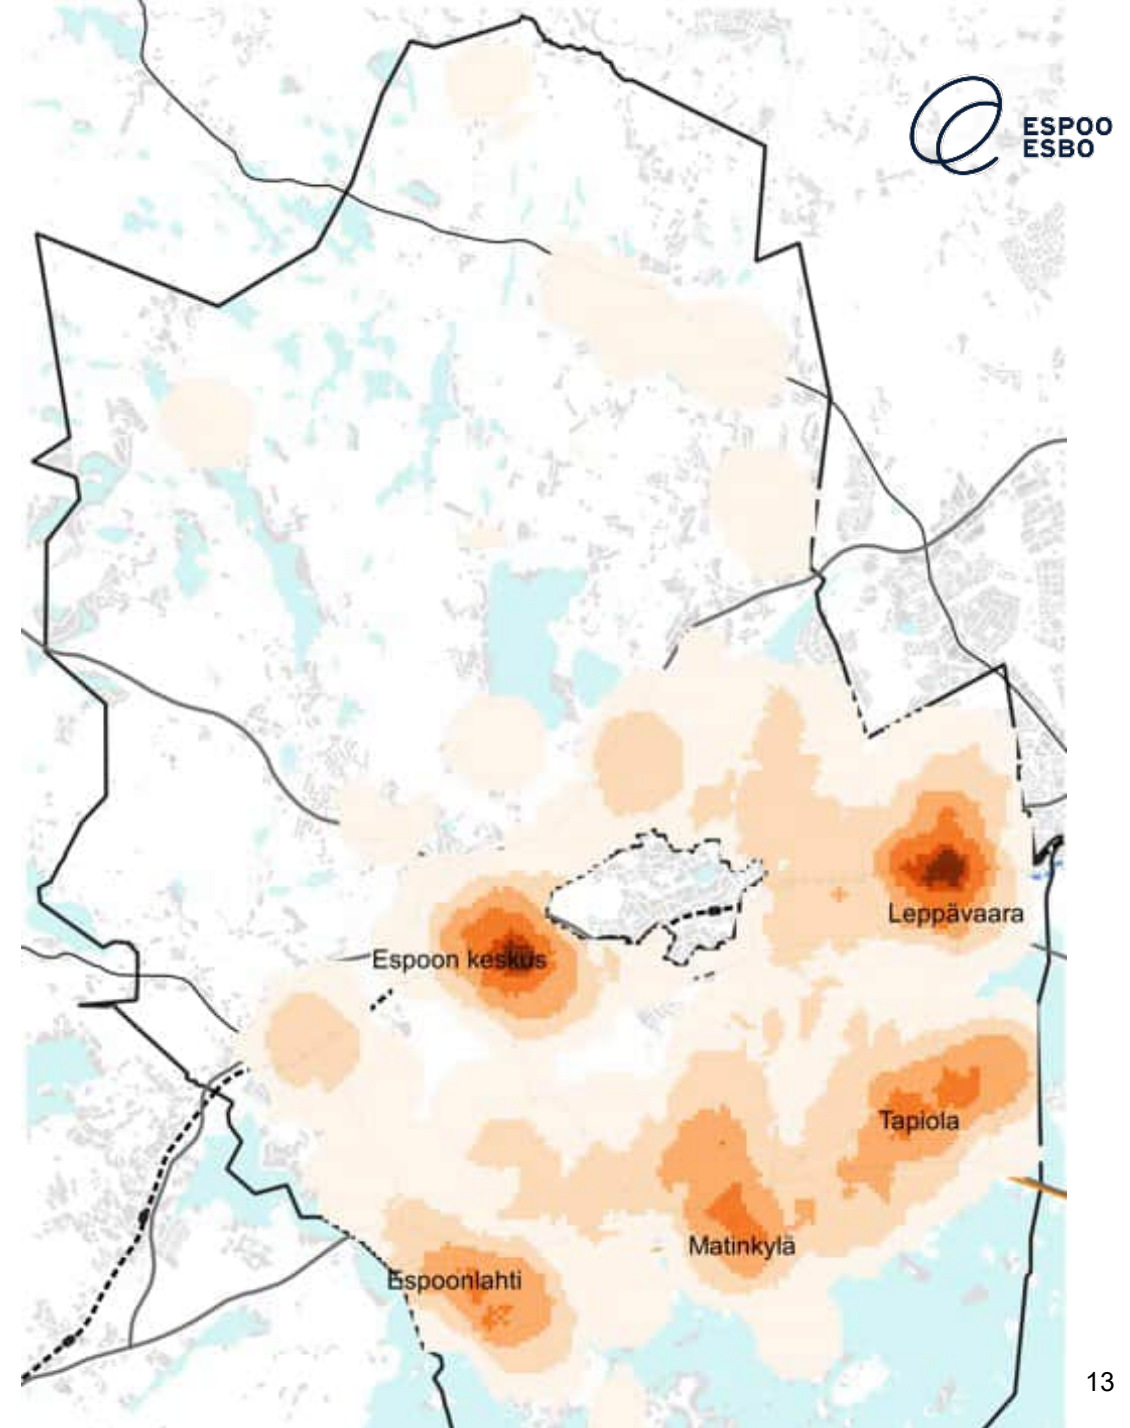 ESPOO
ESBO
Leppävaara
Espoon keskus
Tapiola
Matinkylä
Espoonlahti
13